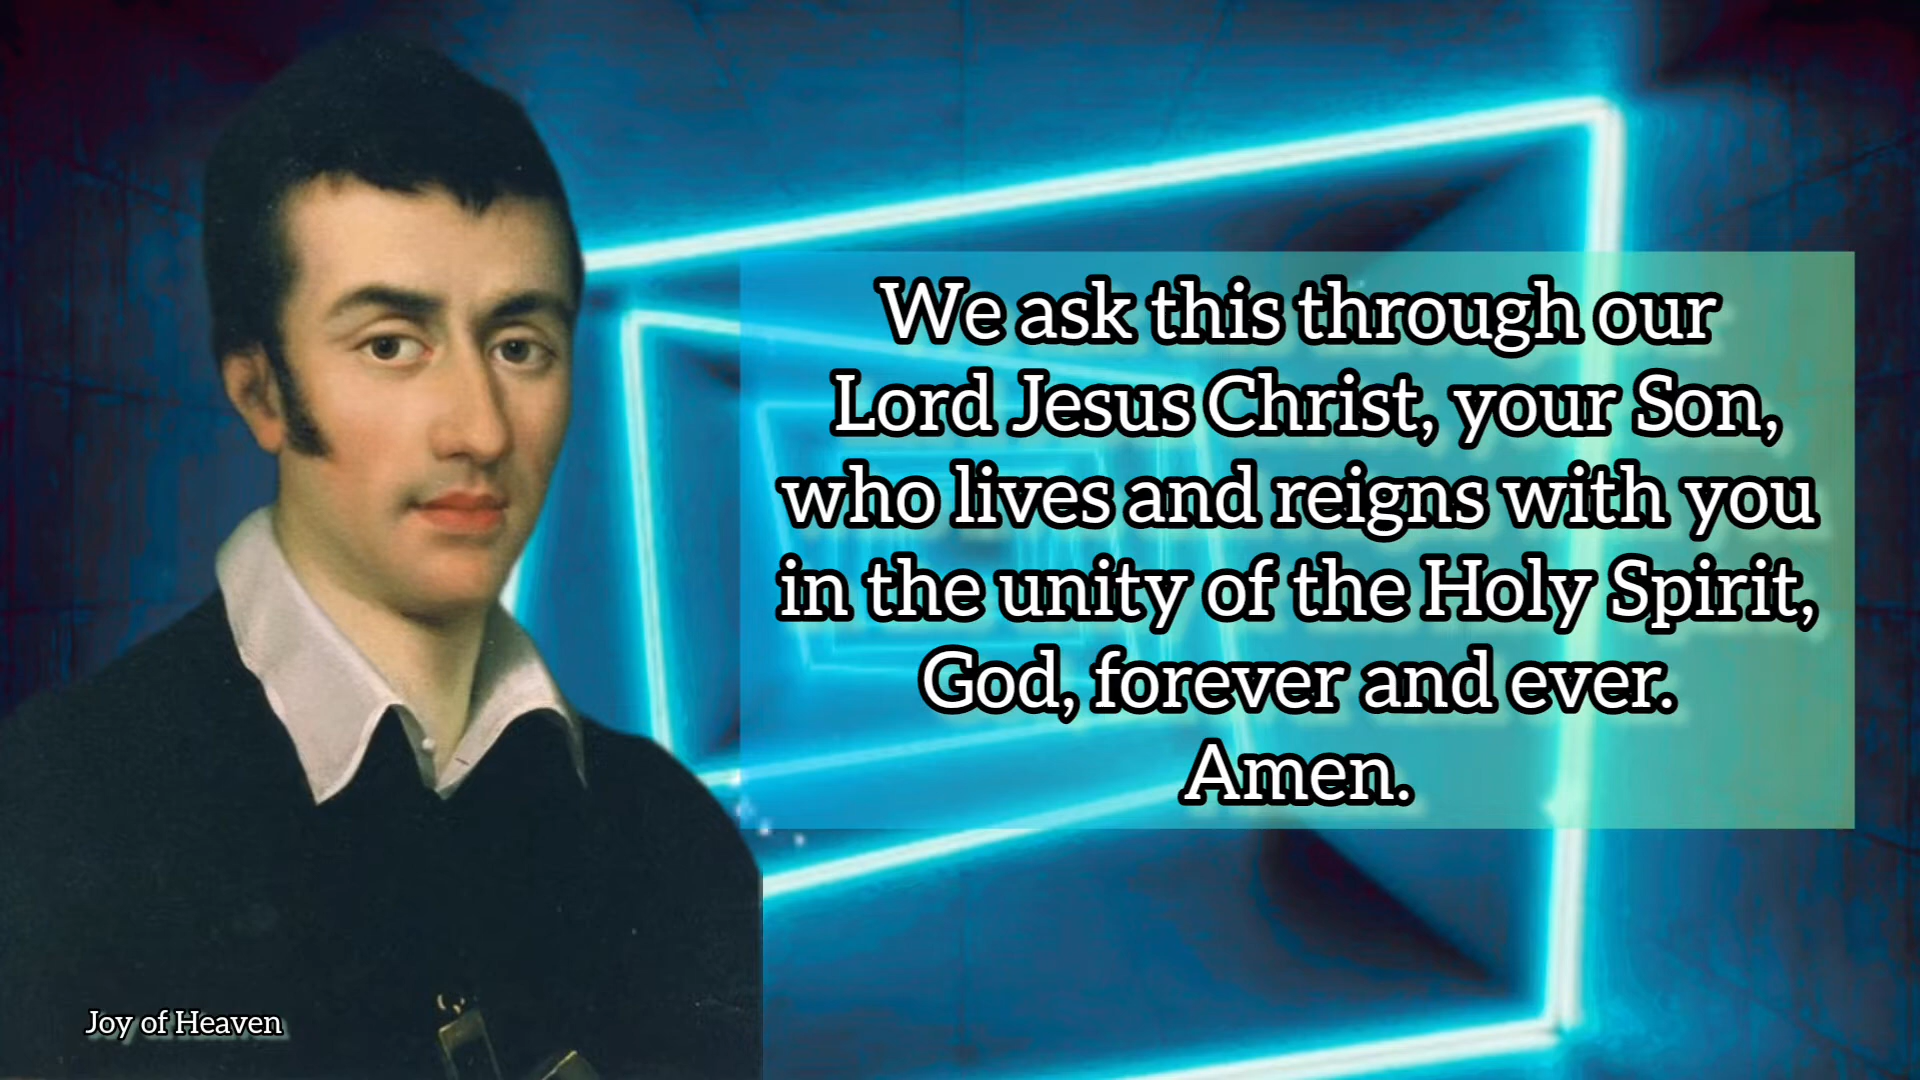 We ask this through our
Lord Jesus Christ, your Son,
who lives and reigns with you
in the unity of the Holy Spirit,
God, forever and ever.
Amen.
Joy of Heaven